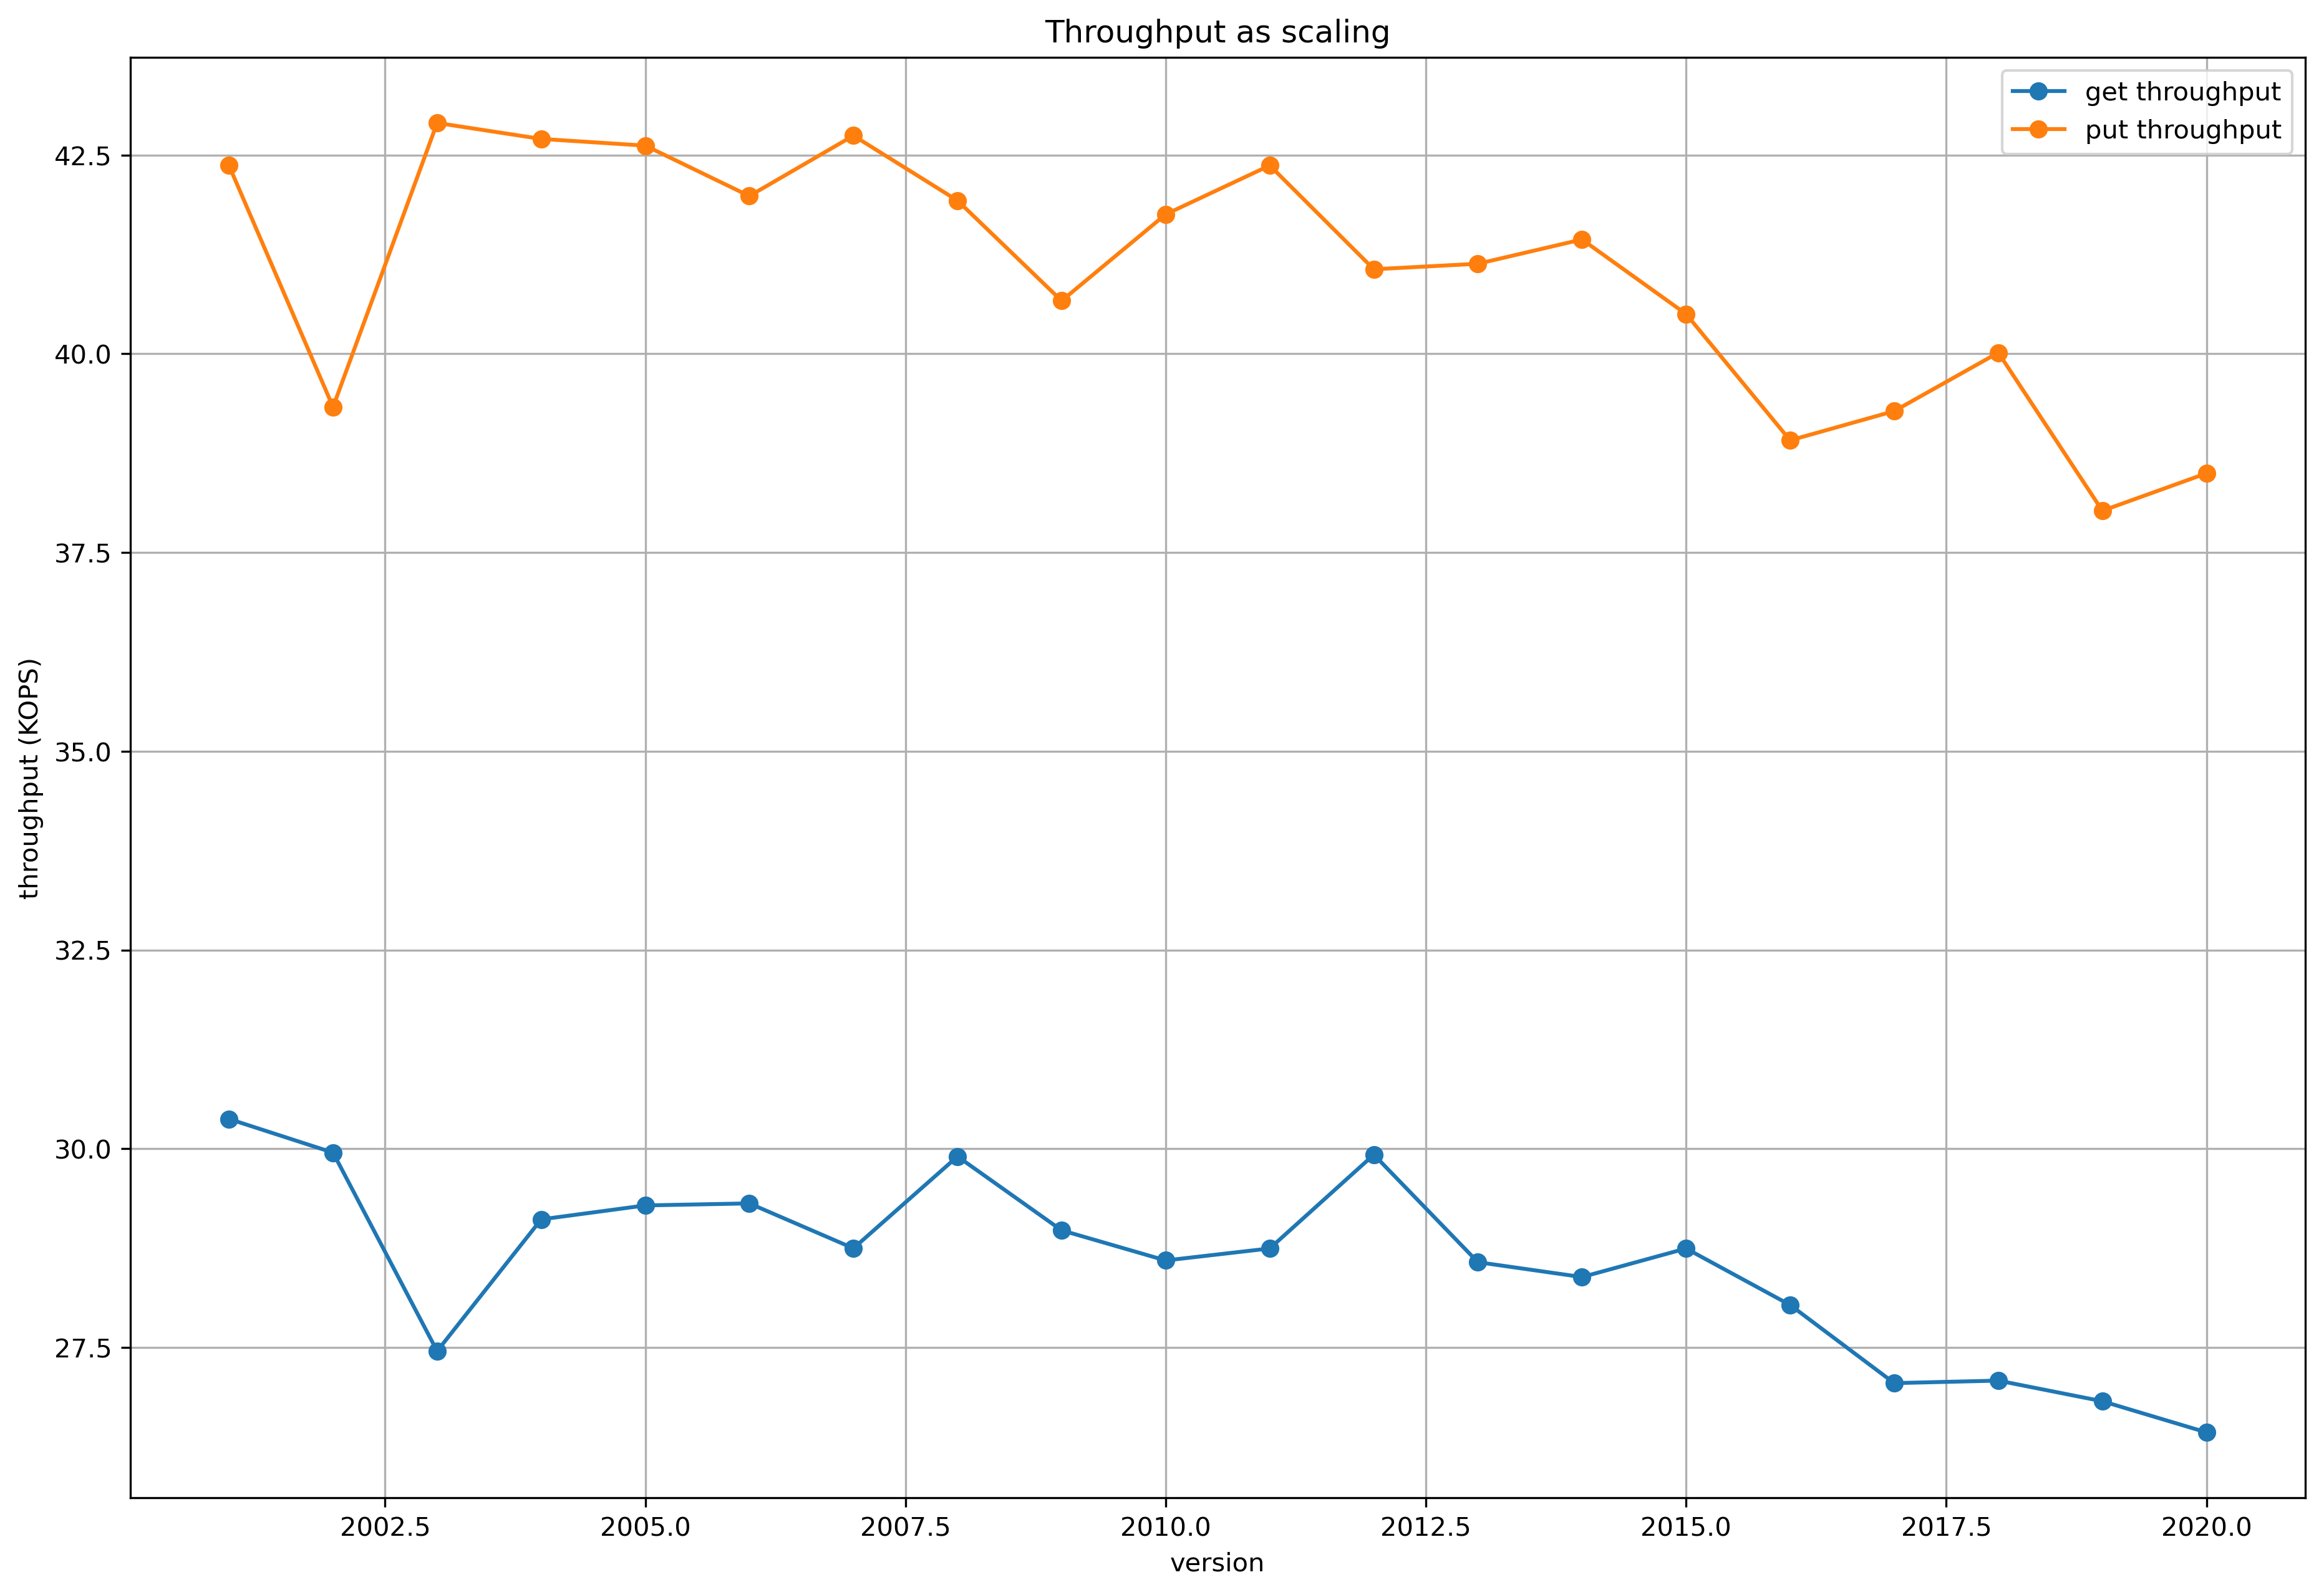 Throughput as scaling
get throughput
put throughput
42.5
40.0
37.5
35.0
32.5
30.0
27.5
throughput (KOPS)
2002.5 2005.0 2007.5 2010.0 2012.5 2015.0 2017.5 2020.0
version